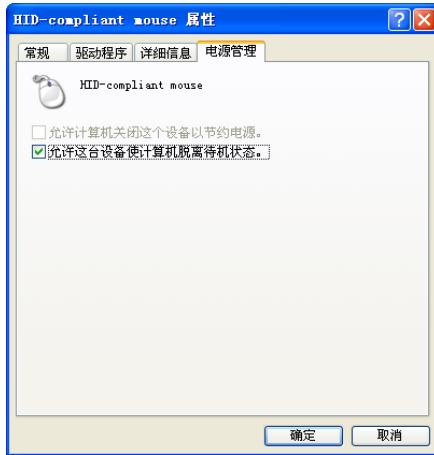 HID-compliant mouse 属性
常规 驱动程序 详细信息 电源管理
HID-compliant mouse
允许计算机关闭这个设备以节约电源。
允许这台设备使计算机脱离待机状态。
确定 取消